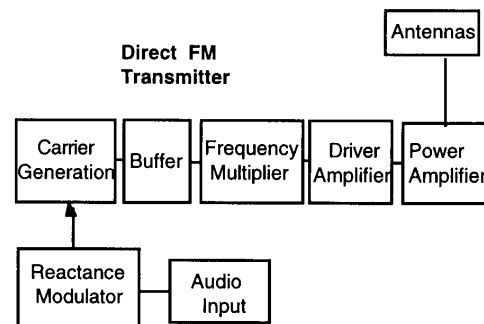 Antennas
Direct FM
Transmitter
Carrier
Generation
Buffer
Frequency
Multiplier
Driver
Amplifier
Power
Amplifier
Reactance
Modulator
Audio
Input